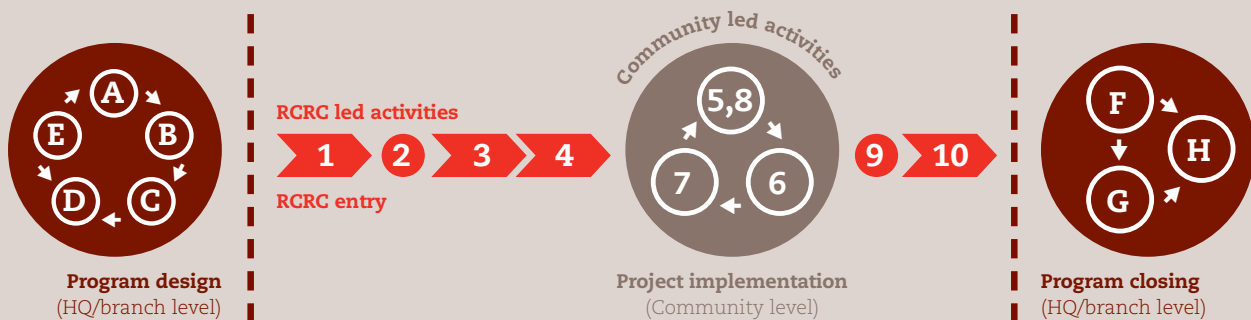 A
B
C
D
E
Program design
(HQ/branch level)
RCRC led activities
1
2
3
4
RCRC entry
Community led activities
5,8
6
7
Project implementation
(Community level)
9
10
F
G
H
Program closing
(HQ/branch level)